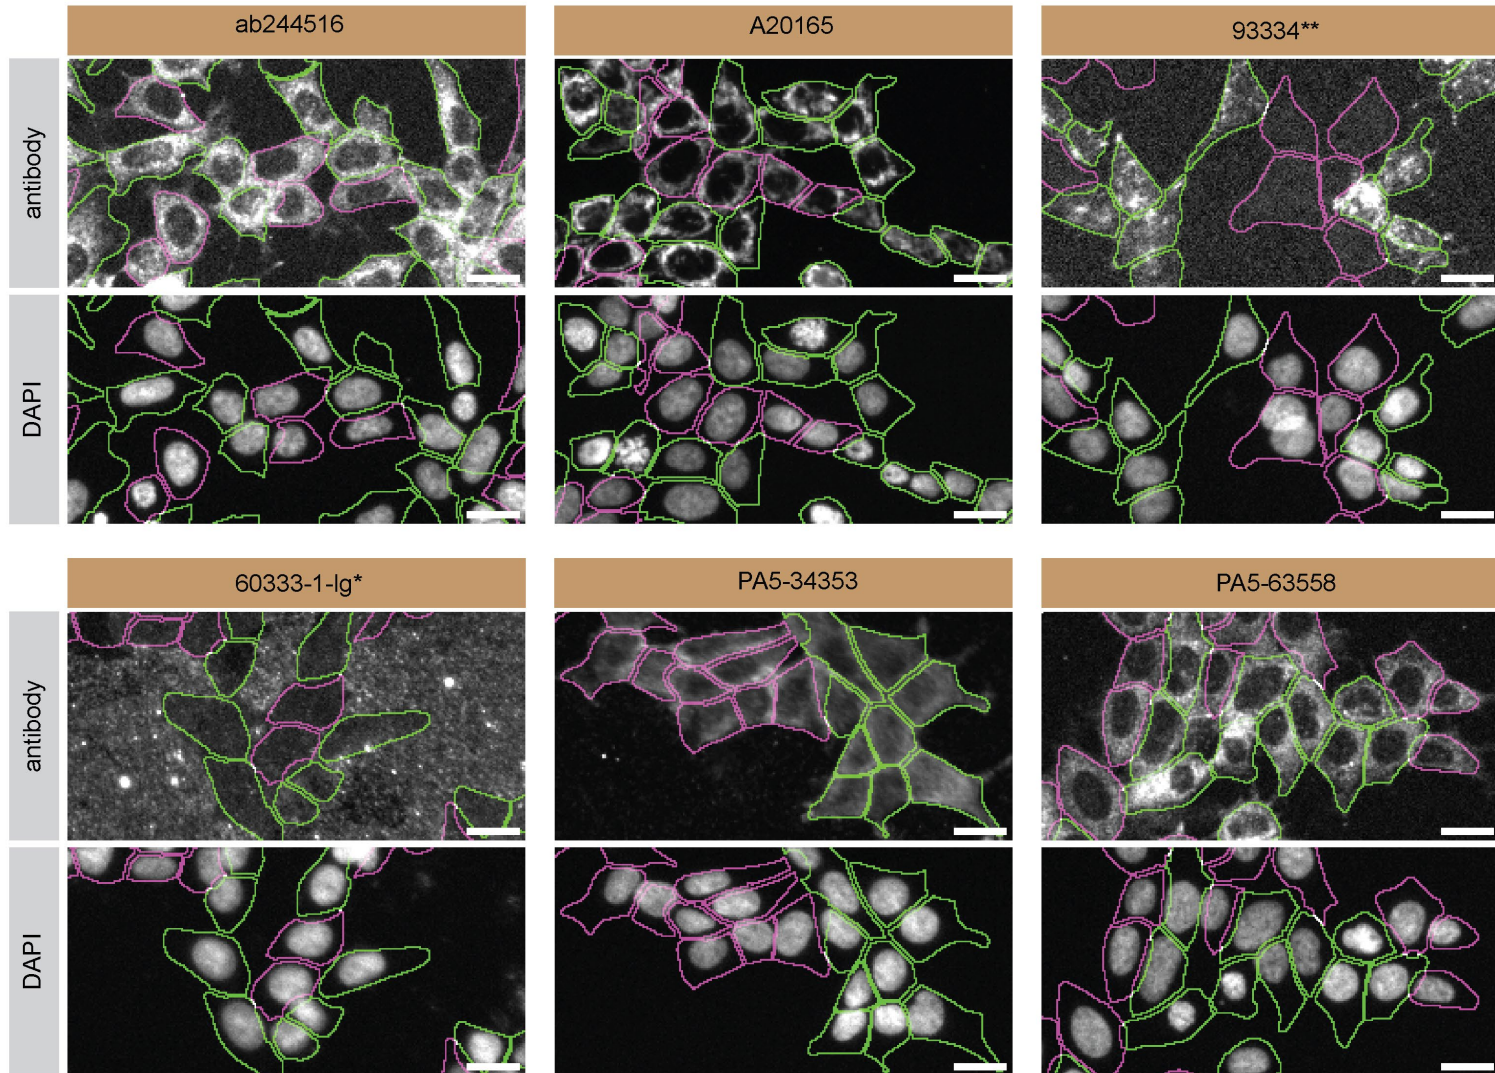 ab244516
A20165
93334**
antibody
DAPI
60333-1-Ig*
PA5-34353
PA5-63558
antibody
DAPI